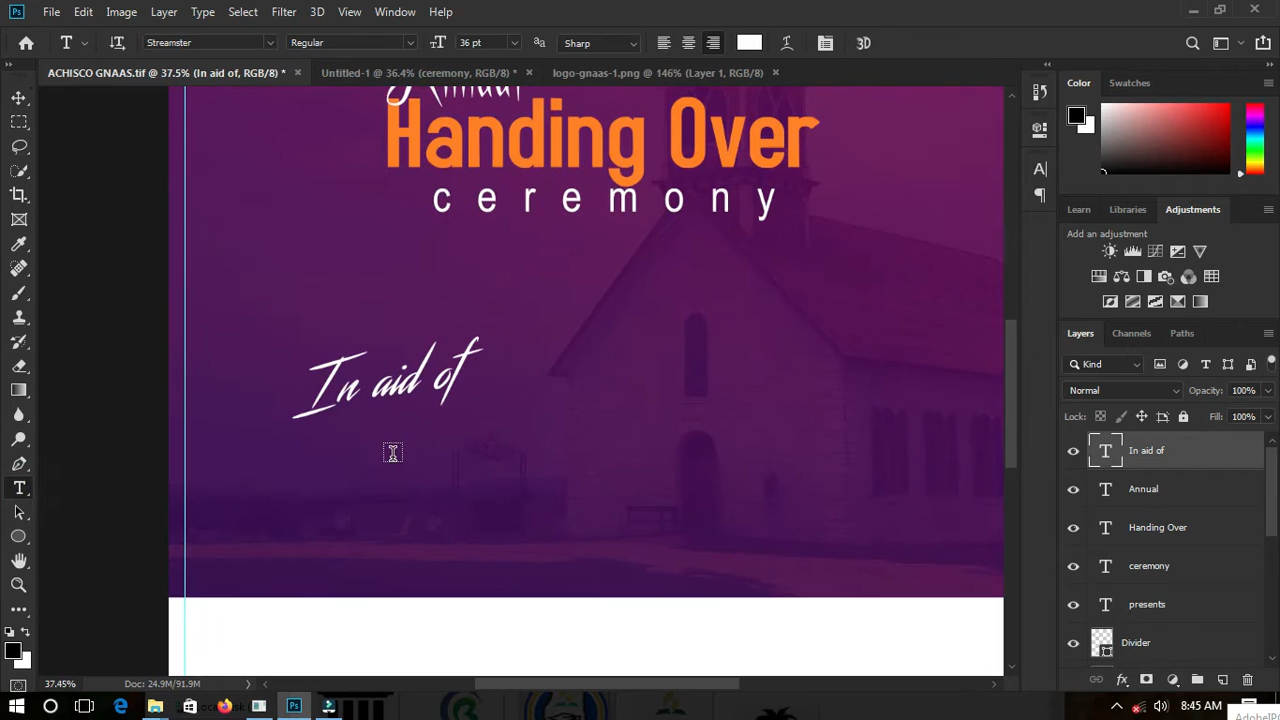 Ps File Edit Image Layer Type Select Filter 3D View Window Help
T Streamster Regular 36 pt Sharp 3D
ACHISCO GNAAS.tif @ 37.5% (In aid of, RGB/8) * Untitled-1 @ 36.4% (ceremony, RGB/8) * logo-gnaas-1.png @ 146% (Layer 1, RGB/8)
Color Swatches
Annual
Handing Over
ceremony
Learn Libraries Adjustments
Add an adjustment
Layers Channels Paths
Kind
Normal Opacity: 100%
Lock: Fill: 100%
In aid of
T In aid of
T Annual
T Handing Over
T ceremony
T presents
Divider
37.45% Doc: 24.9M/91.9M
8:45 AM